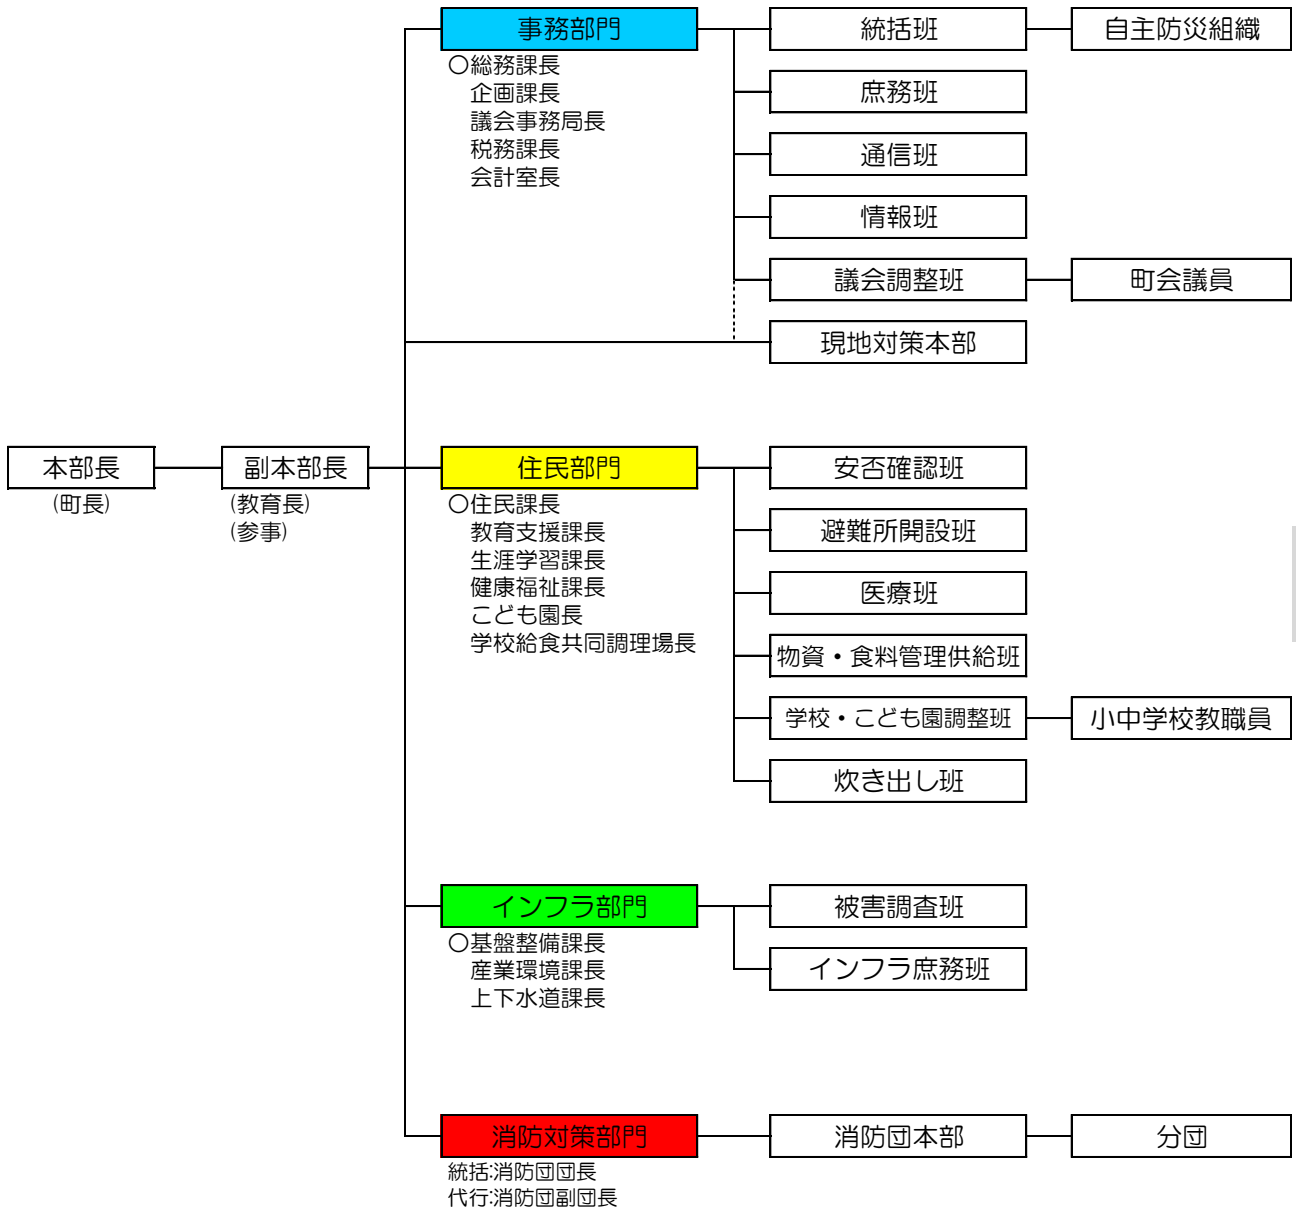 事務部門
○総務課長
企画課長
議会事務局長
税務課長
会計室長
統括班
自主防災組織
庶務班
通信班
情報班
議会調整班
町会議員
現地対策本部
本部長
(町長)
副本部長
(教育長)
(参事)
住民部門
○住民課長
教育支援課長
生涯学習課長
健康福祉課長
こども園長
学校給食共同調理場長
安否確認班
避難所開設班
医療班
物資・食料管理供給班
学校・こども園調整班
小中学校教職員
炊き出し班
インフラ部門
○基盤整備課長
産業環境課長
上下水道課長
被害調査班
インフラ庶務班
消防対策部門
統括:消防団団長
代行:消防団副団長
消防団本部
分団